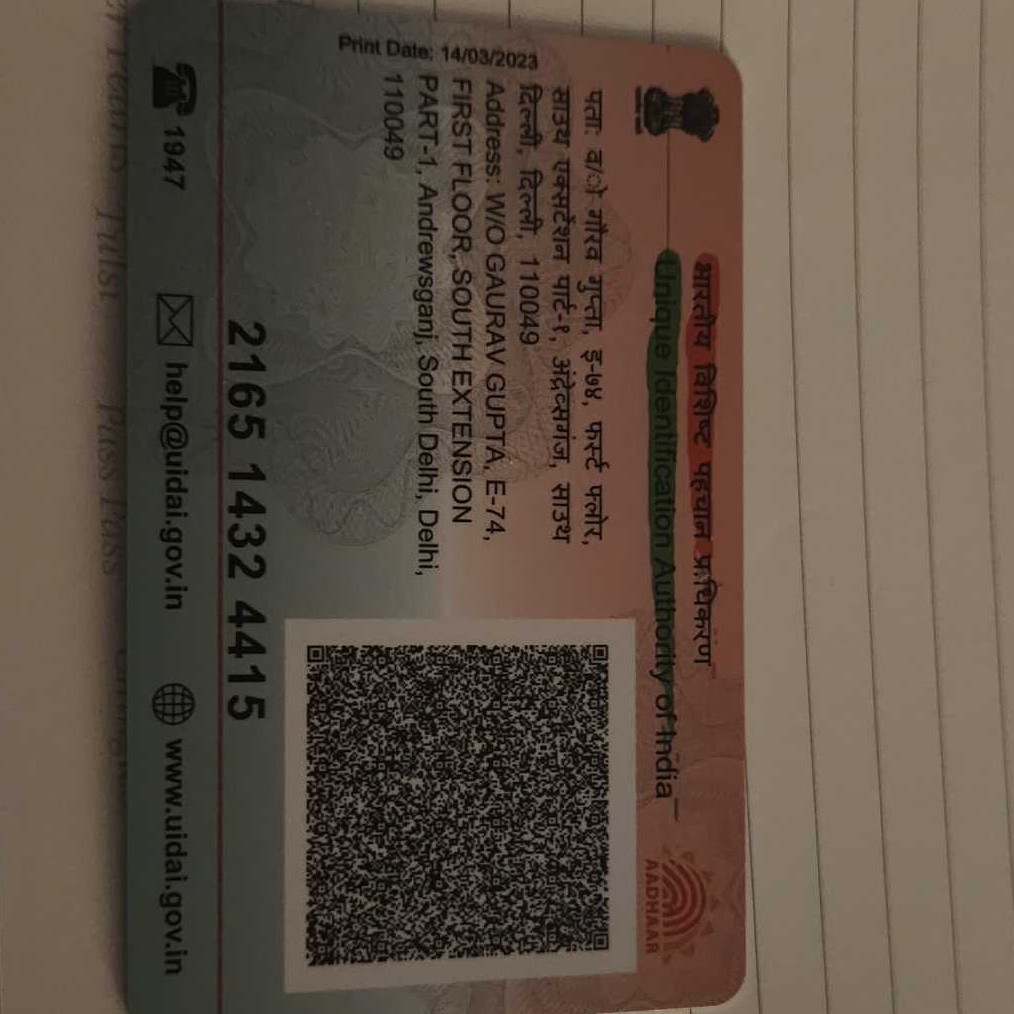 भारतीय विशिष्ट पहचान प्राधिकरण
Unique Identification Authority of India
AADHAAR
Print Date: 14/03/2023
पता: व/ो गौरव गुप्ता, इ-७४, फर्स्ट फ्लोर,
साउथ एक्सटेंशन पार्ट-१, अंद्रेव्सगंज, साउथ
दिल्ली, दिल्ली, 110049
Address: W/O GAURAV GUPTA, E-74,
FIRST FLOOR, SOUTH EXTENSION
PART-1, Andrewsganj, South Delhi, Delhi,
110049
2165 1432 4415
1947 help@uidai.gov.in www.uidai.gov.in